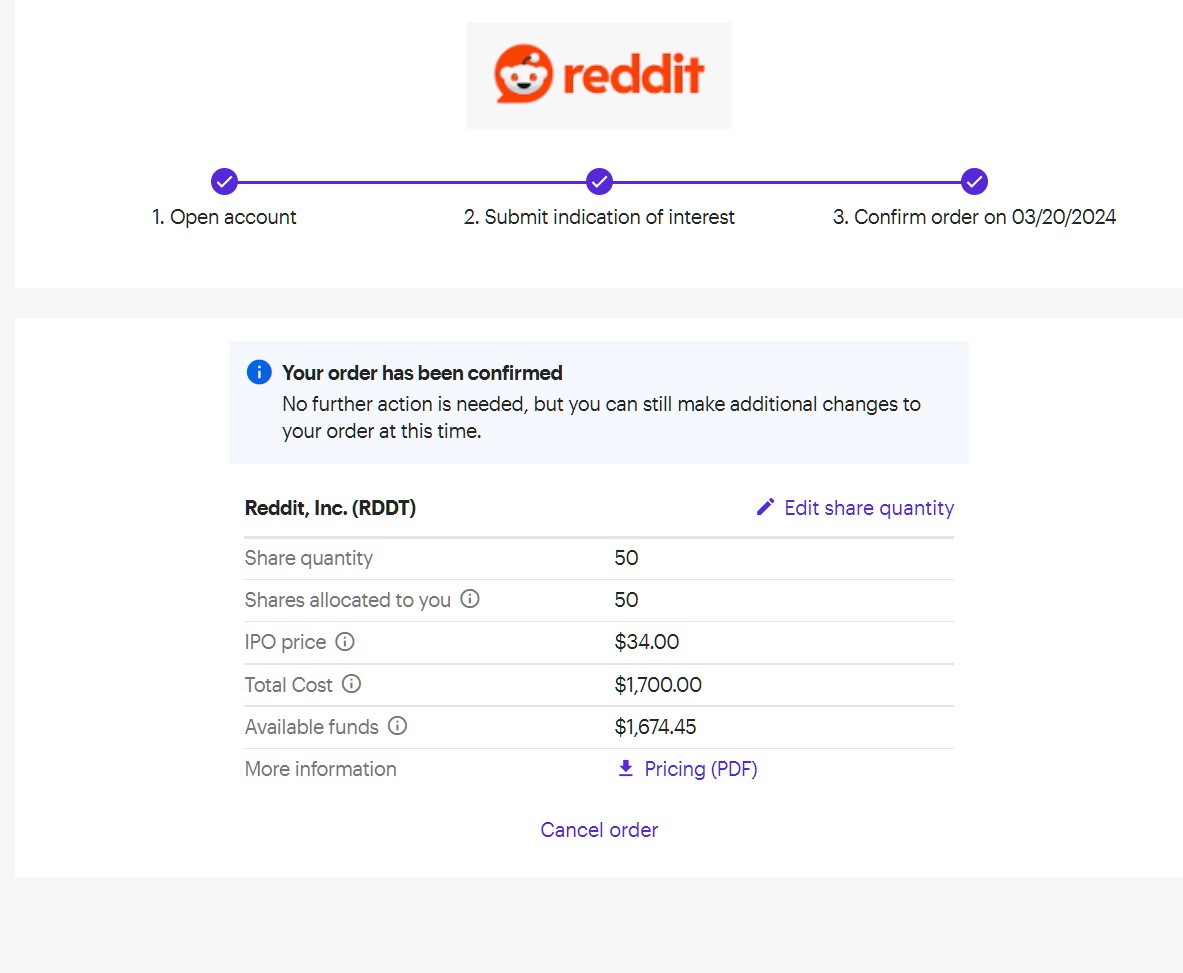 reddit
1. Open account
2. Submit indication of interest
3. Confirm order on 03/20/2024
Your order has been confirmed
No further action is needed, but you can still make additional changes to
your order at this time.
Reddit, Inc. (RDDT)
Edit share quantity
Share quantity 50
Shares allocated to you 50
IPO price $34.00
Total Cost $1,700.00
Available funds $1,674.45
More information Pricing (PDF)
Cancel order